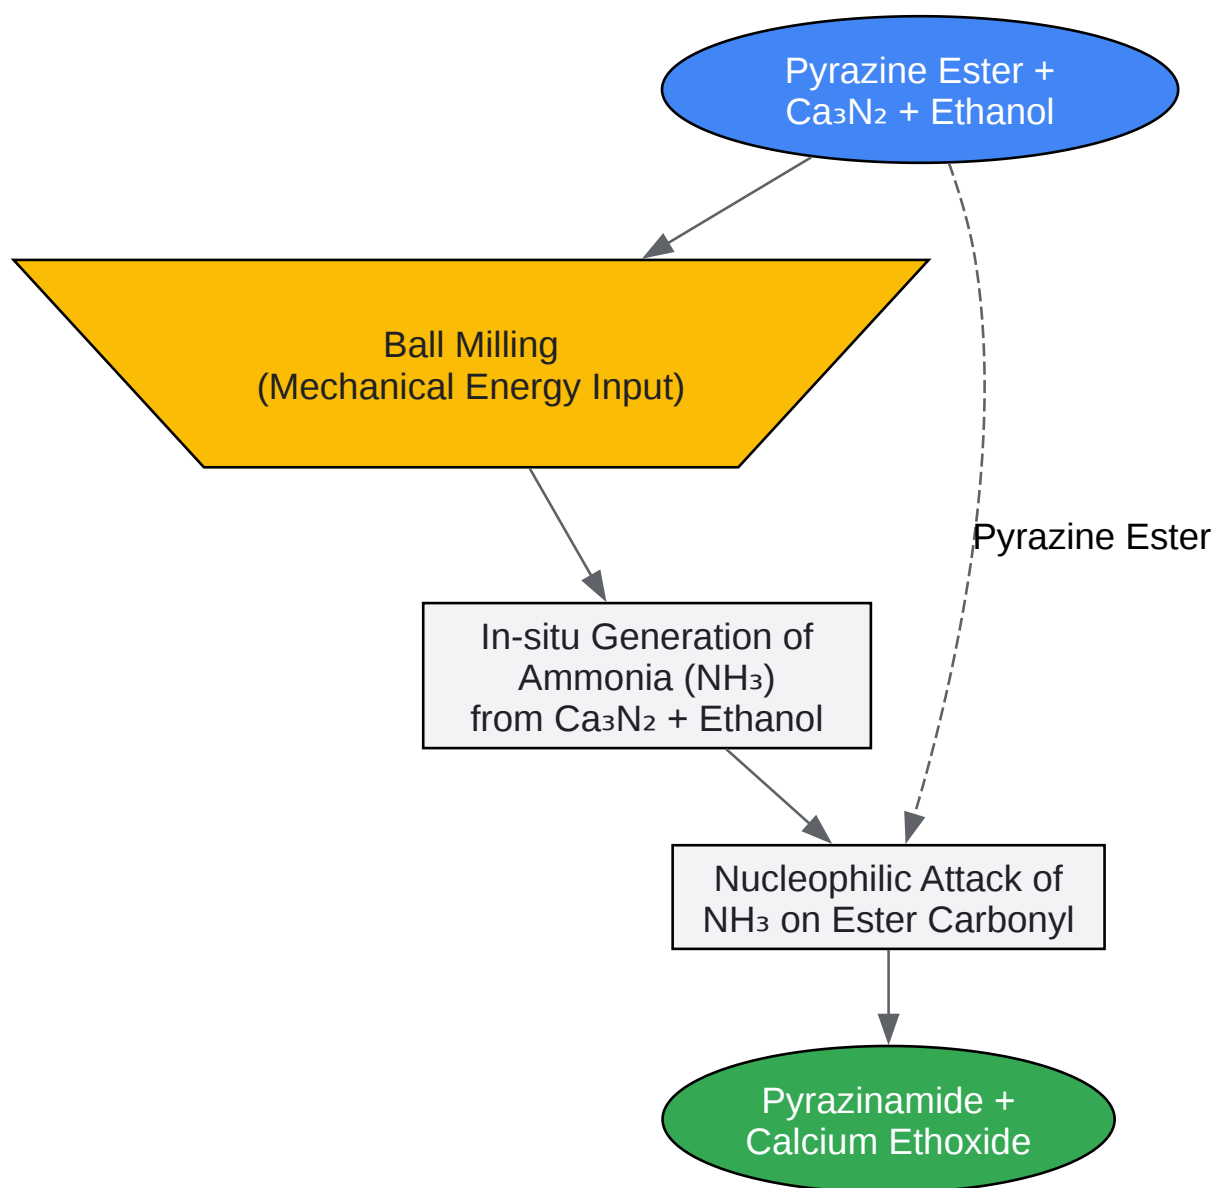 Pyrazine Ester +
Ca₃N₂ + Ethanol
Ball Milling
(Mechanical Energy Input)
Pyrazine Ester
In-situ Generation of
Ammonia (NH₃)
from Ca₃N₂ + Ethanol
Nucleophilic Attack of
NH₃ on Ester Carbonyl
Pyrazinamide +
Calcium Ethoxide